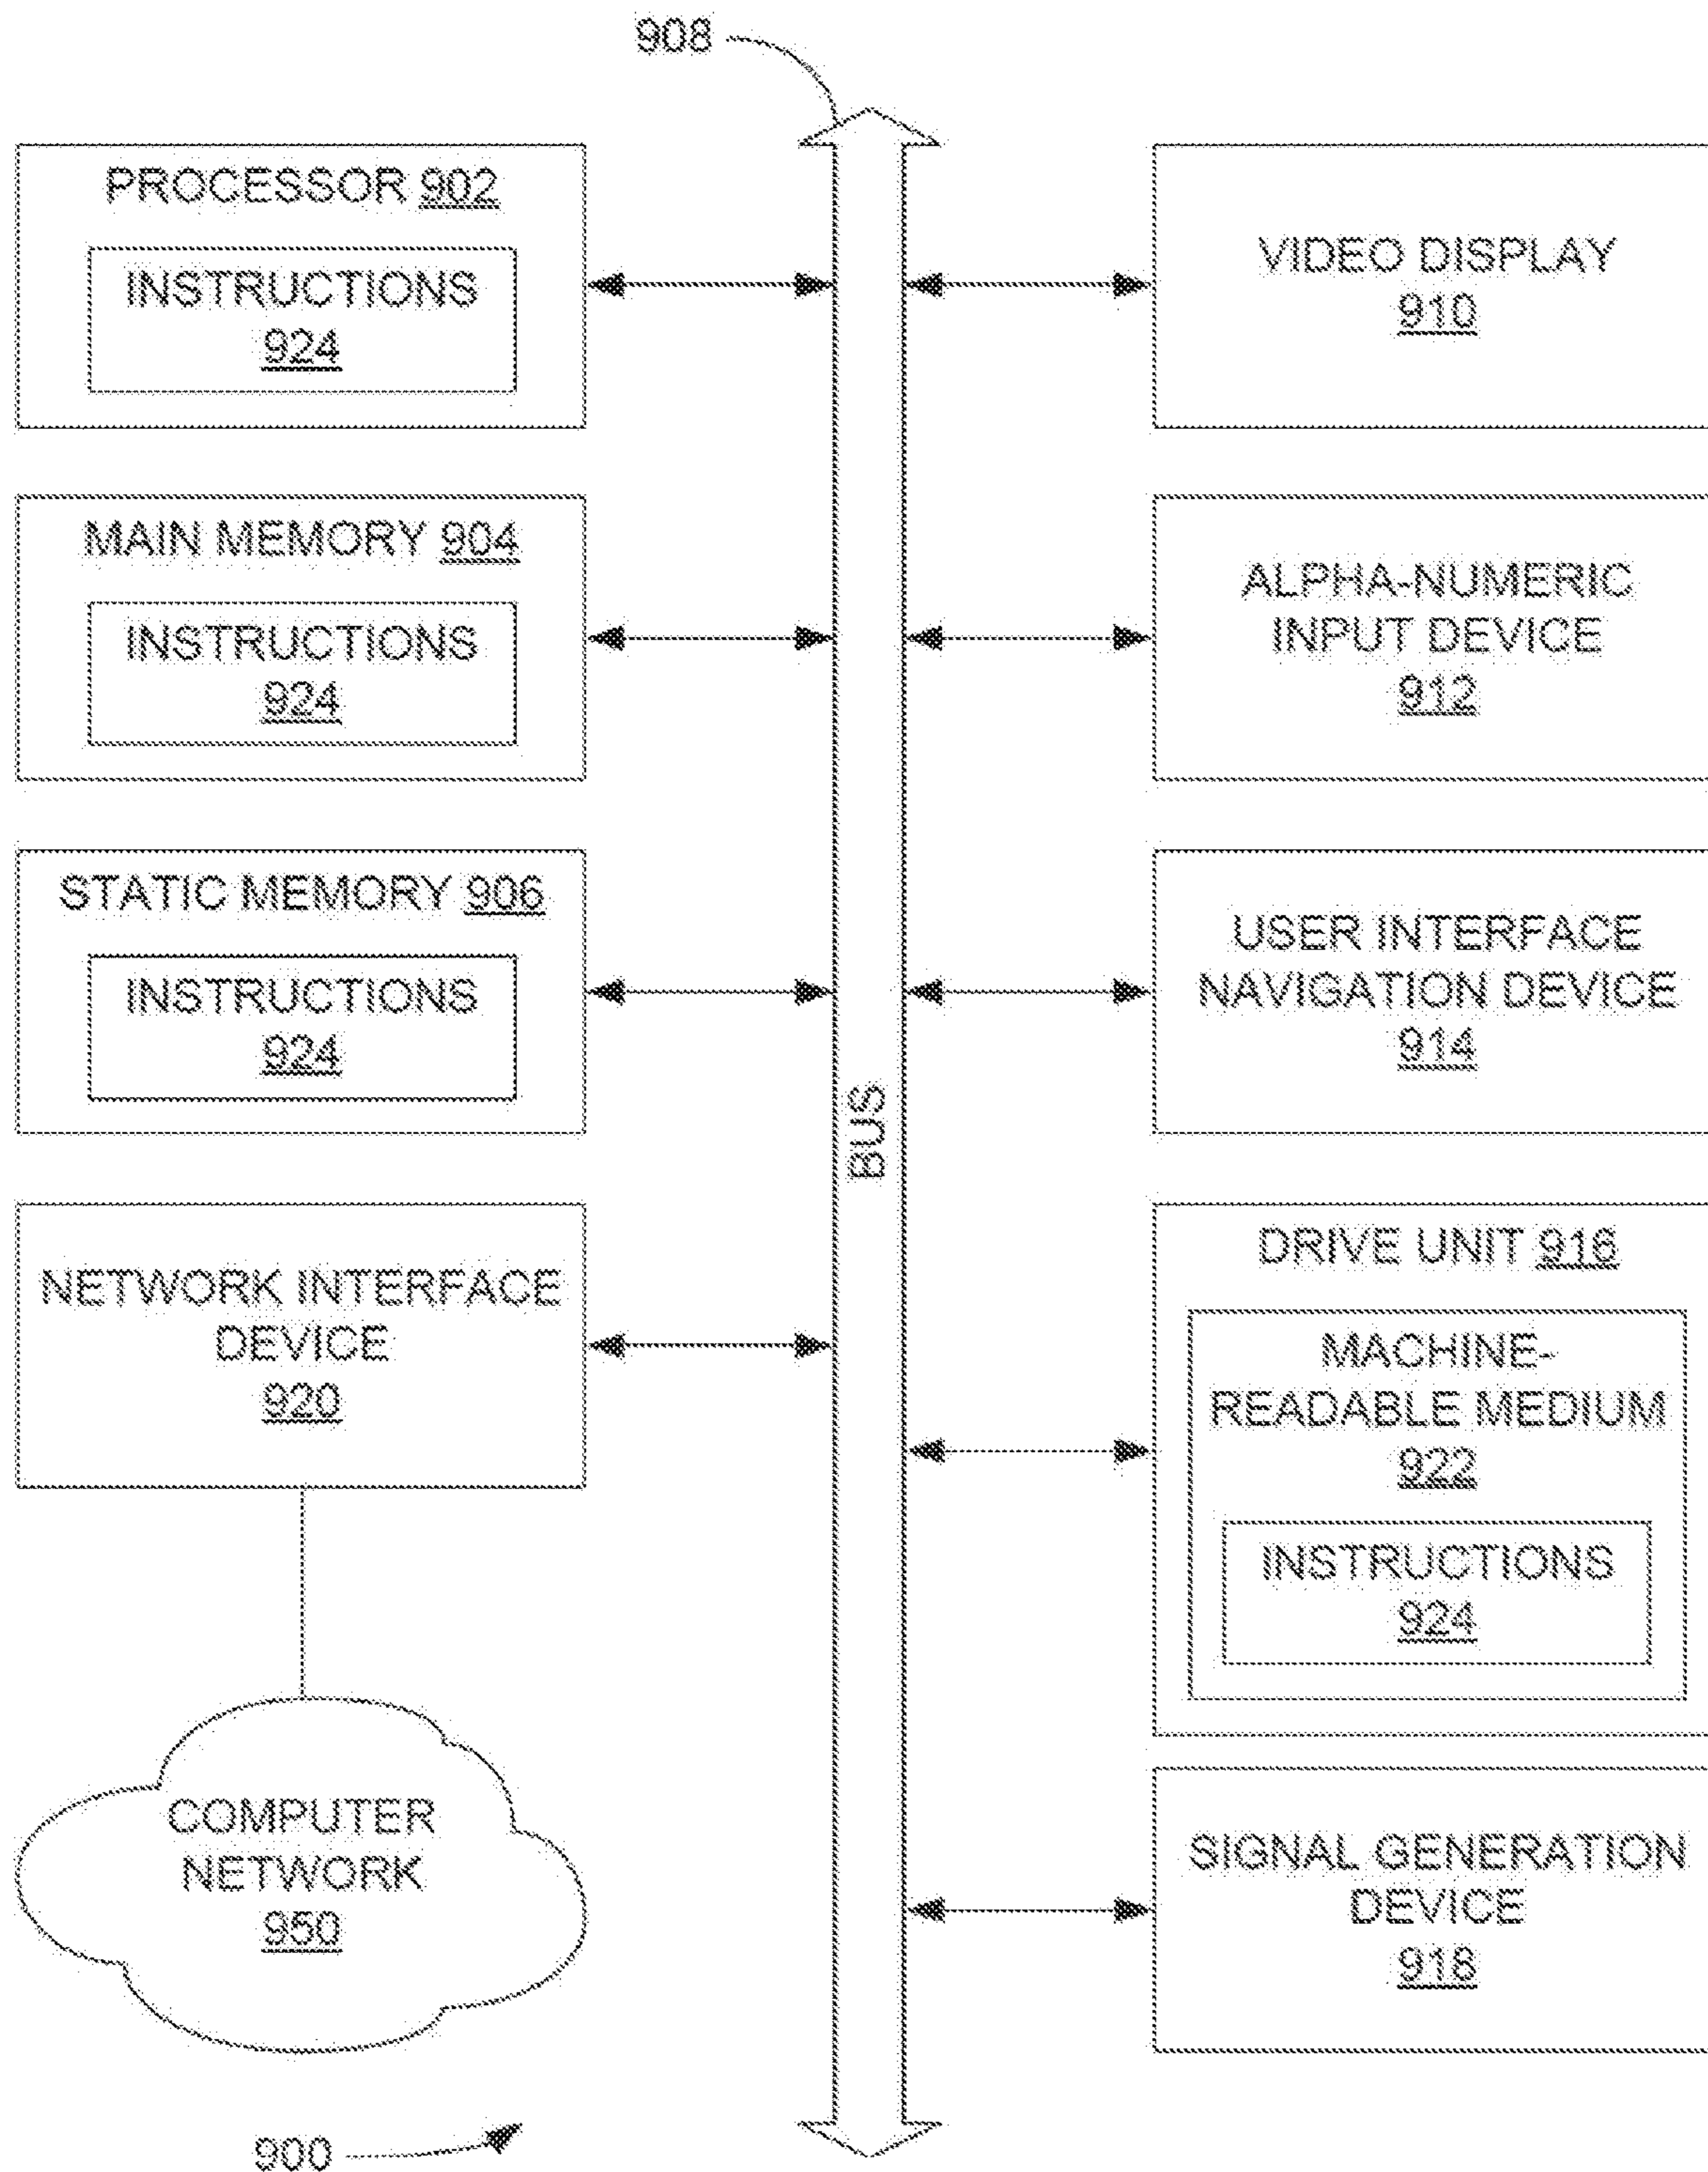 908
PROCESSOR 902
INSTRUCTIONS
924
MAIN MEMORY 904
INSTRUCTIONS
924
STATIC MEMORY 906
INSTRUCTIONS
924
NETWORK INTERFACE
DEVICE
920
COMPUTER
NETWORK
950
900
BUS
VIDEO DISPLAY
910
ALPHA-NUMERIC
INPUT DEVICE
912
USER INTERFACE
NAVIGATION DEVICE
914
DRIVE UNIT 916
MACHINE-
READABLE MEDIUM
922
INSTRUCTIONS
924
SIGNAL GENERATION
DEVICE
918